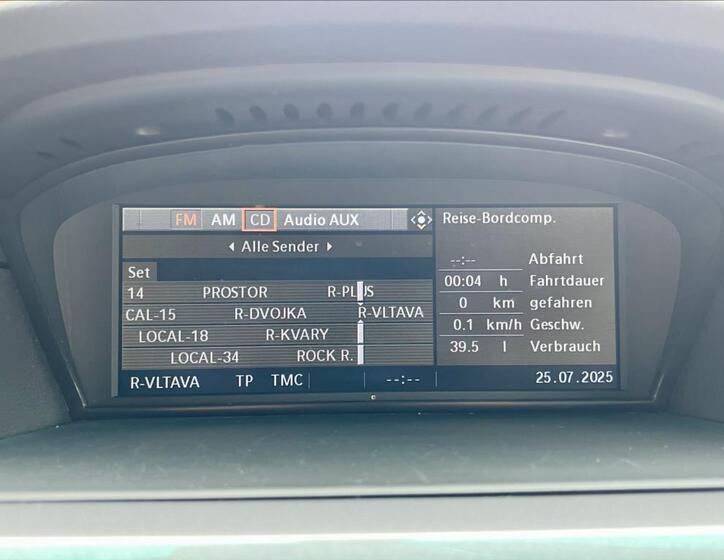 FM AM CD Audio AUX
Alle Sender
Set
14 PROSTOR R-PLUS
CAL-15 R-DVOJKA R-VLTAVA
LOCAL-18 R-KVARY
LOCAL-34 ROCK R.
R-VLTAVA TP TMC --:-- 25.07.2025
Reise-Bordcomp.
--:-- Abfahrt
00:04 h Fahrtdauer
0 km gefahren
0.1 km/h Geschw.
39.5 l Verbrauch